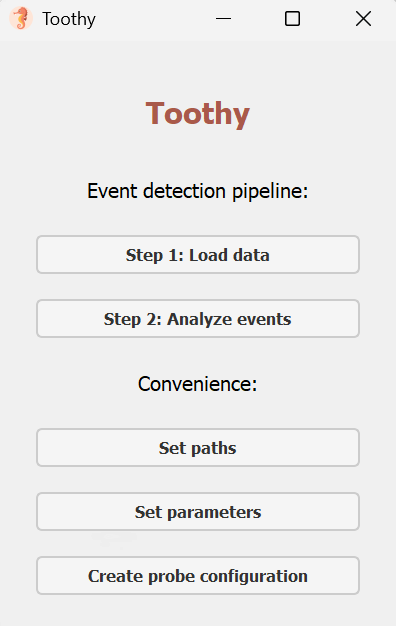 Toothy
Toothy
Event detection pipeline:
Step 1: Load data
Step 2: Analyze events
Convenience:
Set paths
Set parameters
Create probe configuration